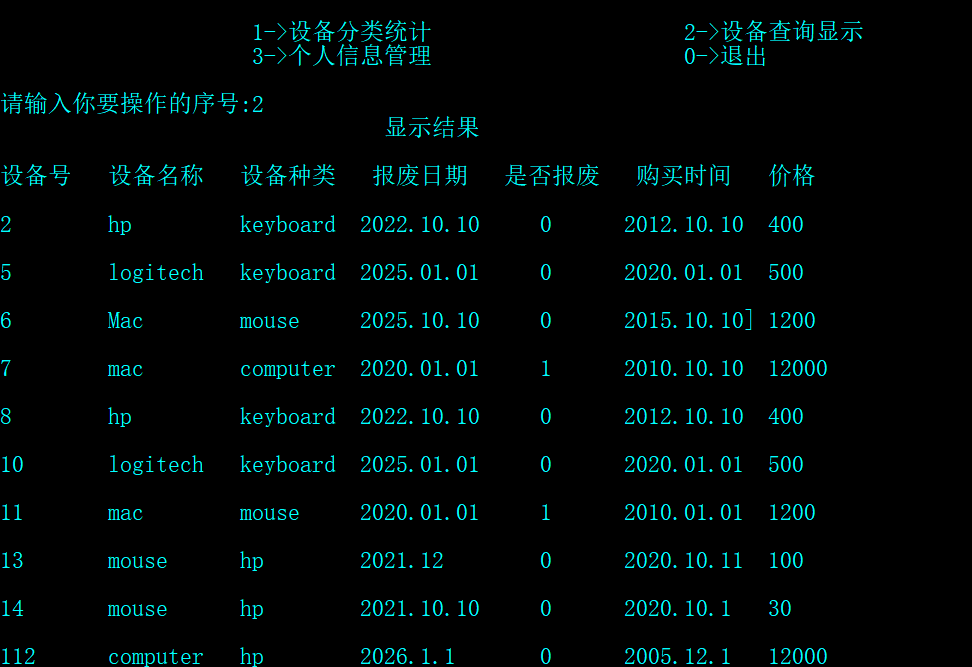 1->设备分类统计 2->设备查询显示
3->个人信息管理 0->退出
请输入你要操作的序号:2
显示结果
设备号 设备名称 设备种类 报废日期 是否报废 购买时间 价格
2 hp keyboard 2022.10.10 0 2012.10.10 400
5 logitech keyboard 2025.01.01 0 2020.01.01 500
6 Mac mouse 2025.10.10 0 2015.10.10] 1200
7 mac computer 2020.01.01 1 2010.10.10 12000
8 hp keyboard 2022.10.10 0 2012.10.10 400
10 logitech keyboard 2025.01.01 0 2020.01.01 500
11 mac mouse 2020.01.01 1 2010.01.01 1200
13 mouse hp 2021.12 0 2020.10.11 100
14 mouse hp 2021.10.10 0 2020.10.1 30
112 computer hp 2026.1.1 0 2005.12.1 12000